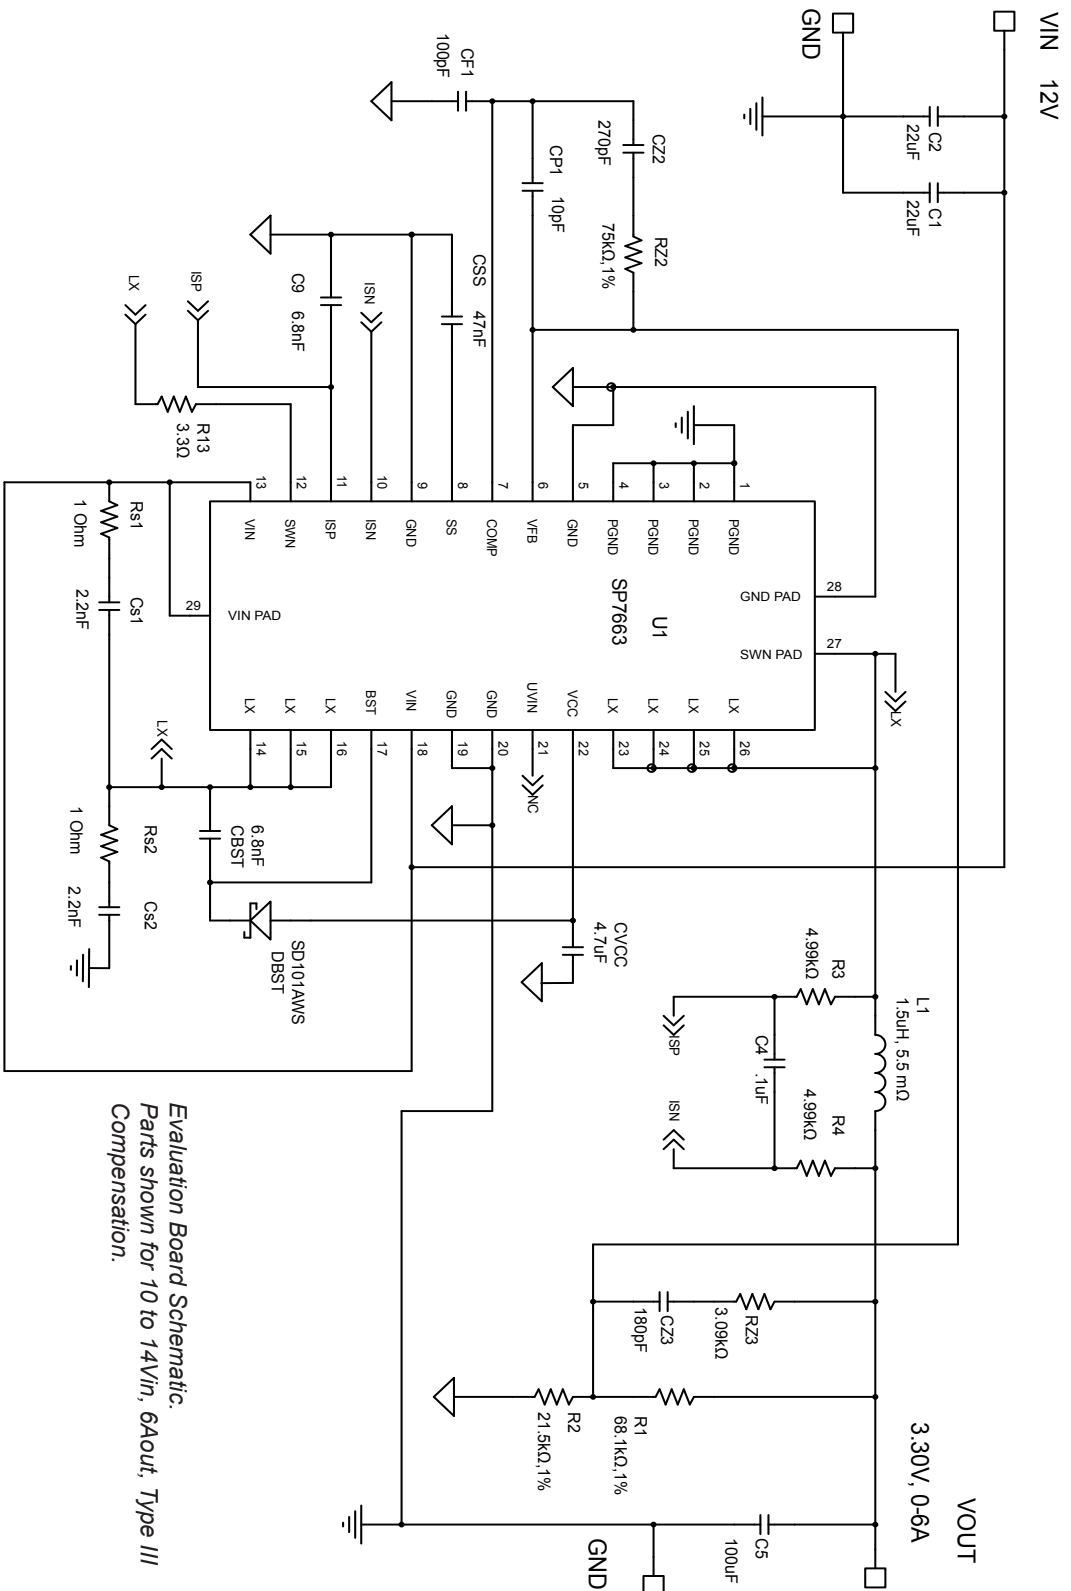 VIN 12V
GND
C2
22uF
C1
22uF
CF1
100pF
CZ2
270pF
RZ2
75kΩ,1%
CP1
10pF
CSS
47nF
C9
6.8nF
ISN
ISP
LX
R13
3.3Ω
1
2
3
4
5
6
7
8
9
10
11
12
13
PGND
PGND
PGND
PGND
GND
VFB
COMP
SS
GND
ISN
ISP
SWN
VIN
U1
SP7663
GND PAD
28
SWN PAD
27
VIN PAD
29
LX
LX
LX
LX
VCC
UVIN
GND
GND
VIN
BST
LX
LX
LX
26
25
24
23
22
21
20
19
18
17
16
15
14
LX
NC
LX
Rs1
1 Ohm
Cs1
2.2nF
Rs2
1 Ohm
Cs2
2.2nF
6.8nF
CBST
SD101AWS
DBST
CVCC
4.7uF
L1
1.5uH, 5.5 mΩ
R3
4.99kΩ
R4
4.99kΩ
C4
.1uF
ISP
ISN
RZ3
3.09kΩ
CZ3
180pF
R1
68.1kΩ,1%
R2
21.5kΩ,1%
C5
100uF
VOUT
3.30V, 0-6A
GND
Evaluation Board Schematic.
Parts shown for 10 to 14Vin, 6Aout, Type III
Compensation.